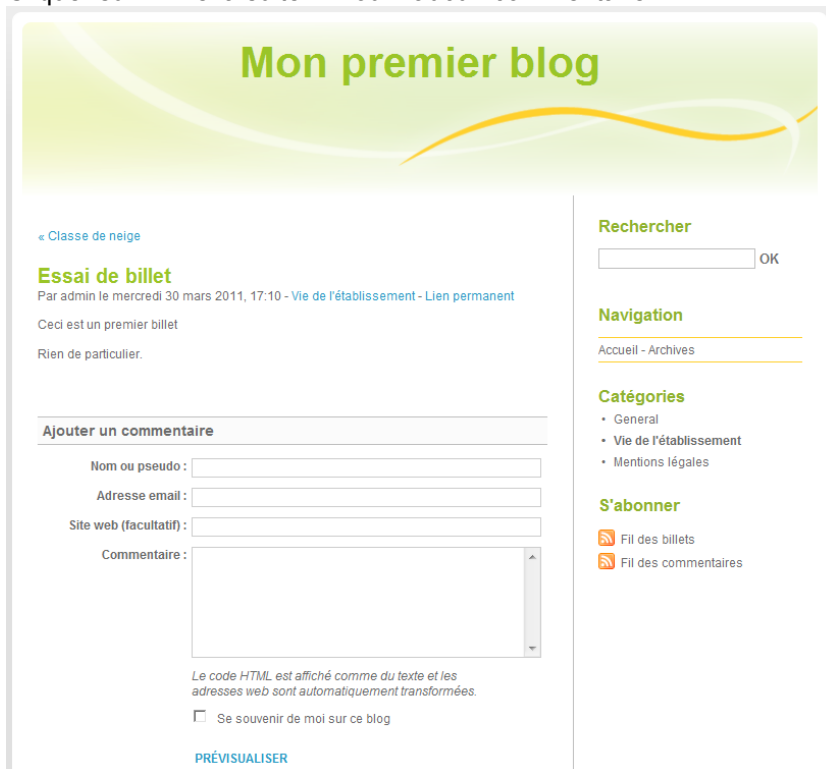 Mon premier blog
« Classe de neige
Essai de billet
Par admin le mercredi 30 mars 2011, 17:10 - Vie de l'établissement - Lien permanent
Ceci est un premier billet
Rien de particulier.
Ajouter un commentaire
Nom ou pseudo :
Adresse email :
Site web (facultatif) :
Commentaire :
Le code HTML est affiché comme du texte et les
adresses web sont automatiquement transformées.
Se souvenir de moi sur ce blog
PRÉVISUALISER
Rechercher
OK
Navigation
Accueil - Archives
Catégories
• General
• Vie de l'établissement
• Mentions légales
S'abonner
Fil des billets
Fil des commentaires